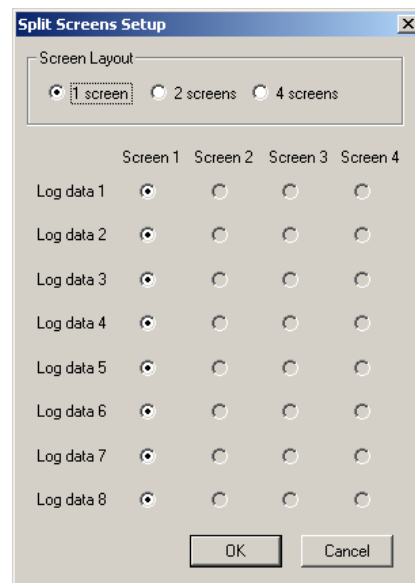 Split Screens Setup
Screen Layout
1 screen 2 screens 4 screens
Screen 1 Screen 2 Screen 3 Screen 4
Log data 1
Log data 2
Log data 3
Log data 4
Log data 5
Log data 6
Log data 7
Log data 8
OK Cancel